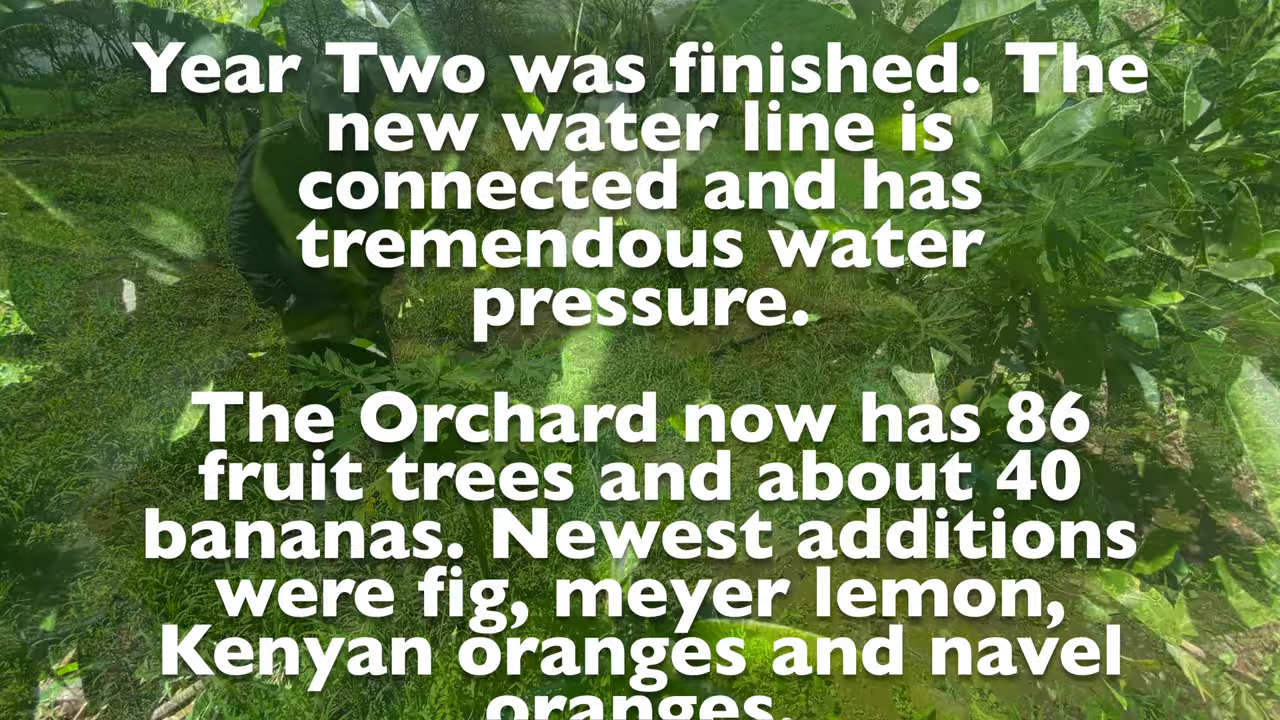 Year Two was finished. The
new water line is
connected and has
tremendous water
pressure.
The Orchard now has 86
fruit trees and about 40
bananas. Newest additions
were fig, meyer lemon,
Kenyan oranges and navel
oranges.